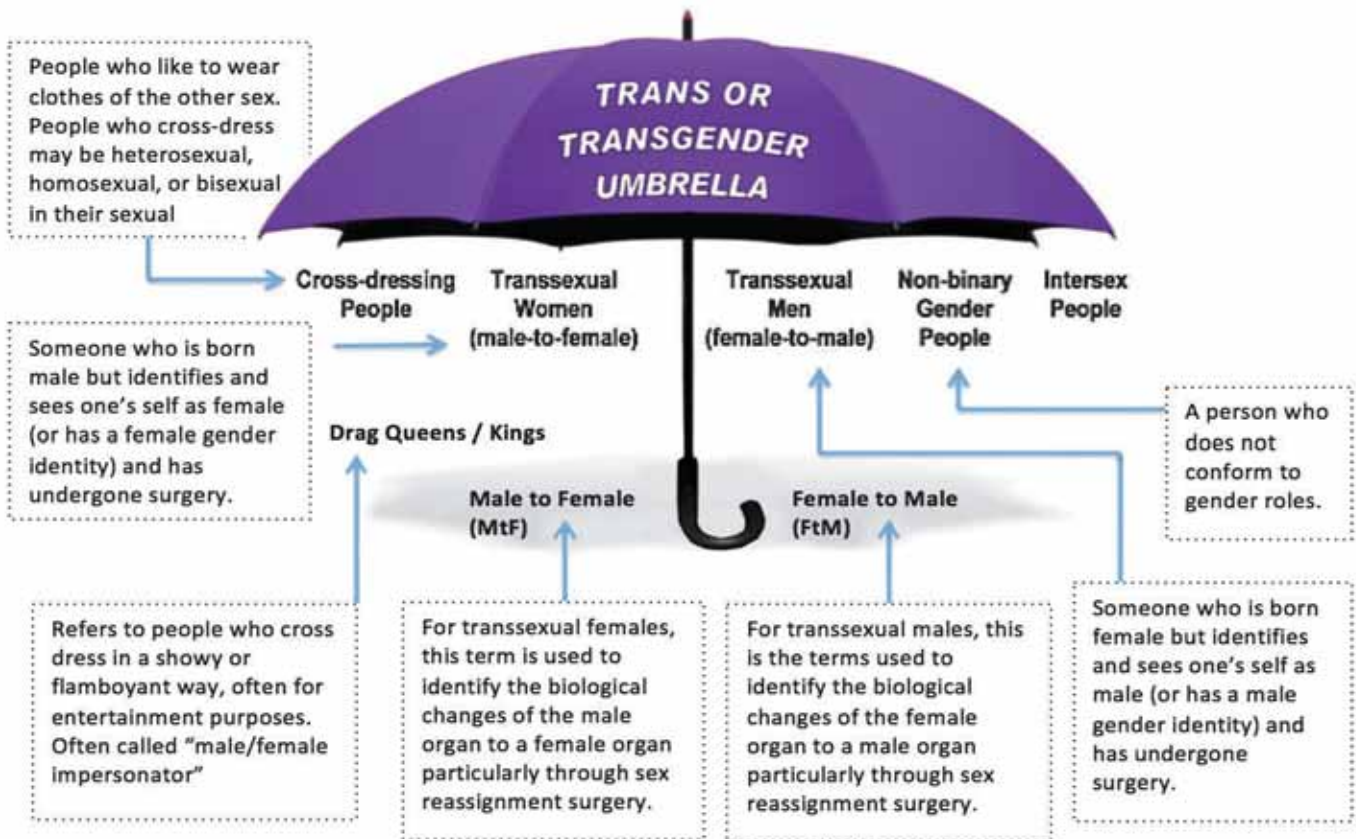 People who like to wear
clothes of the other sex.
People who cross-dress
may be heterosexual,
homosexual, or bisexual
in their sexual
TRANS OR
TRANSGENDER
UMBRELLA
Cross-dressing
People
Transsexual
Women
(male-to-female)
Transsexual
Men
(female-to-male)
Non-binary
Gender
People
Intersex
People
Someone who is born
male but identifies and
sees one's self as female
(or has a female gender
identity) and has
undergone surgery.
Drag Queens / Kings
Male to Female
(MtF)
Female to Male
(FtM)
A person who
does not
conform to
gender roles.
Refers to people who cross
dress in a showy or
flamboyant way, often for
entertainment purposes.
Often called "male/female
impersonator"
For transsexual females,
this term is used to
identify the biological
changes of the male
organ to a female organ
particularly through sex
reassignment surgery.
For transsexual males, this
is the terms used to
identify the biological
changes of the female
organ to a male organ
particularly through sex
reassignment surgery.
Someone who is born
female but identifies
and sees one's self as
male (or has a male
gender identity) and
has undergone
surgery.